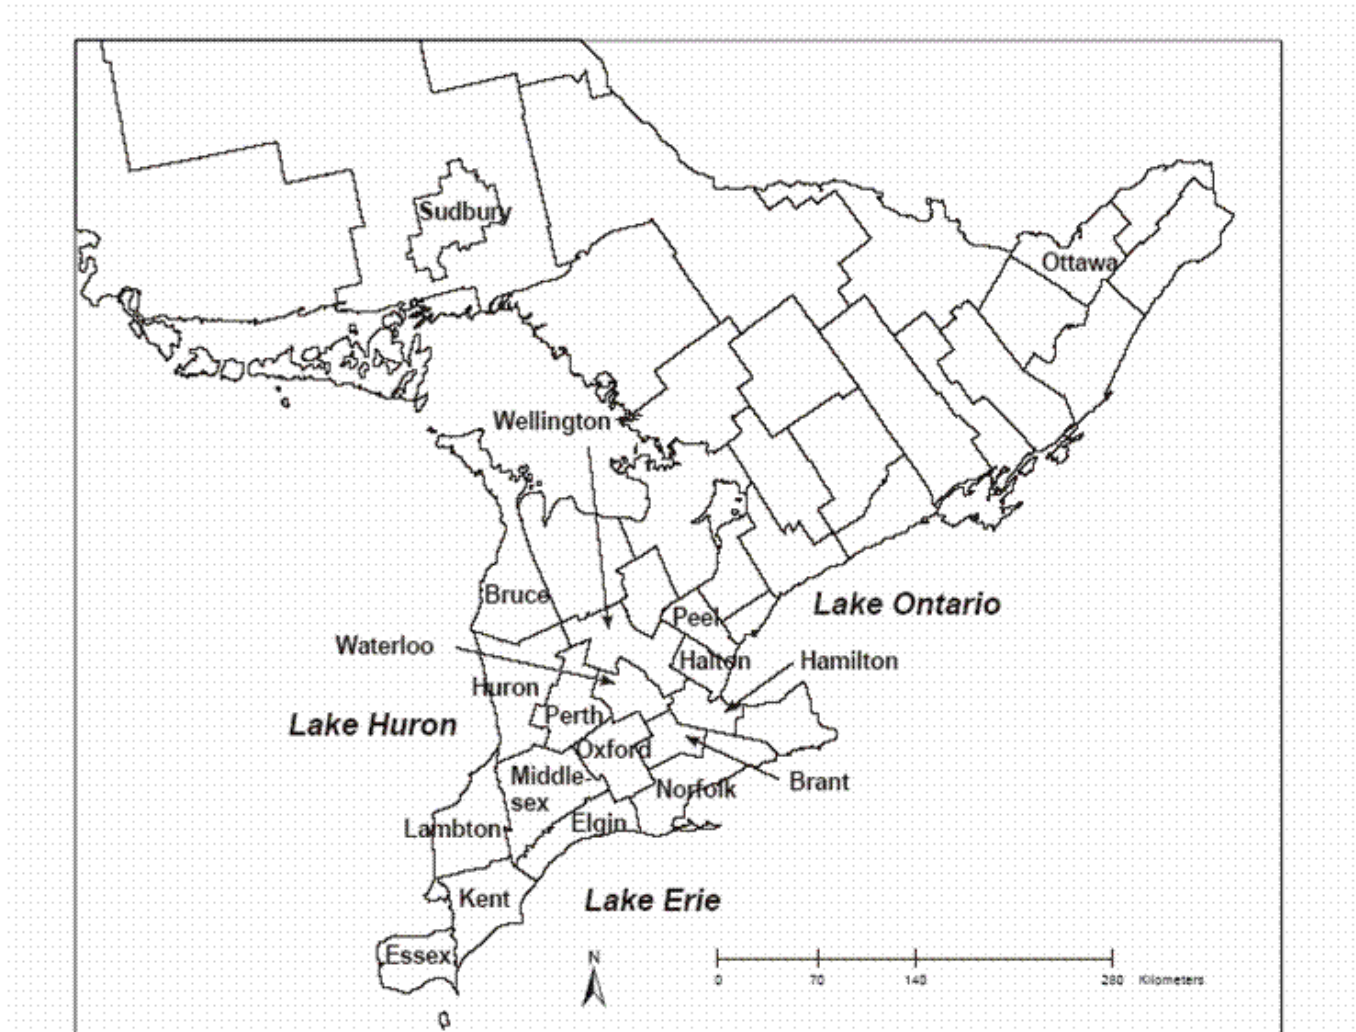 Sudbury
Ottawa
Wellington
Bruce
Lake Ontario
Peel
Waterloo
Halton
Hamilton
Huron
Lake Huron
Perth
Oxford
Middle-
sex
Brant
Norfolk
Lambton
Elgin
Kent
Lake Erie
Essex
N
0 70 140 280 Kilometers